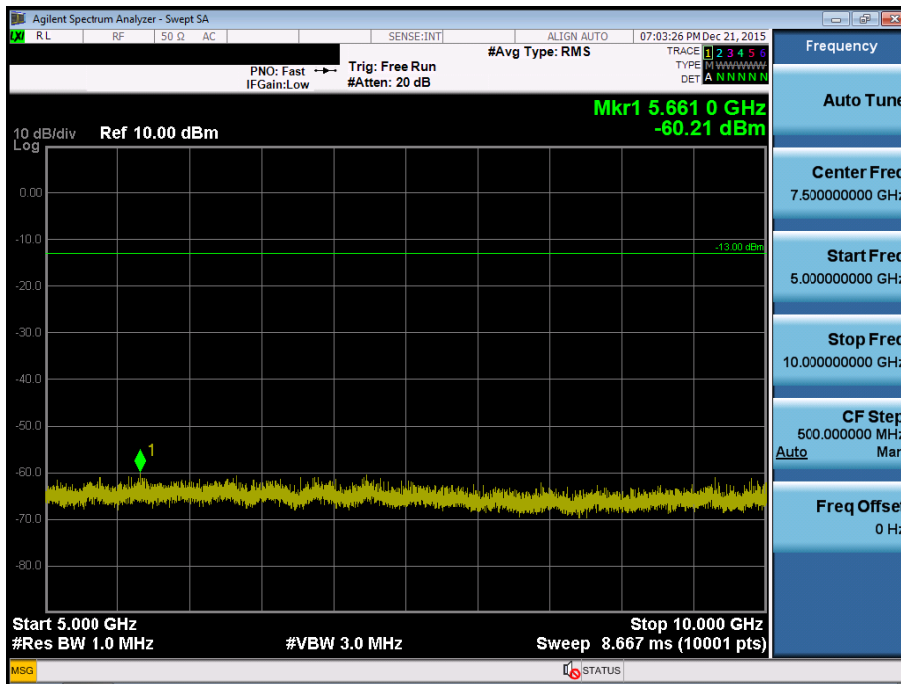 Agilent Spectrum Analyzer - Swept SA
LXI RL RF 50 Ω AC SENSE:INT ALIGN AUTO 07:03:26 PM Dec 21, 2015
#Avg Type: RMS TRACE 1 2 3 4 5 6
PNO: Fast Trig: Free Run TYPE M WWWWW
IFGain:Low #Atten: 20 dB DET A N N N N N
Mkr1 5.661 0 GHz
-60.21 dBm
10 dB/div Ref 10.00 dBm
Log
0.00
-10.0
-13.00 dBm
-20.0
-30.0
-40.0
-50.0
1
-60.0
-70.0
-80.0
Start 5.000 GHz Stop 10.000 GHz
#Res BW 1.0 MHz #VBW 3.0 MHz Sweep 8.667 ms (10001 pts)
MSG STATUS
Frequency
Auto Tune
Center Freq
7.500000000 GHz
Start Freq
5.000000000 GHz
Stop Freq
10.000000000 GHz
CF Step
500.000000 MHz
Auto Man
Freq Offset
0 Hz